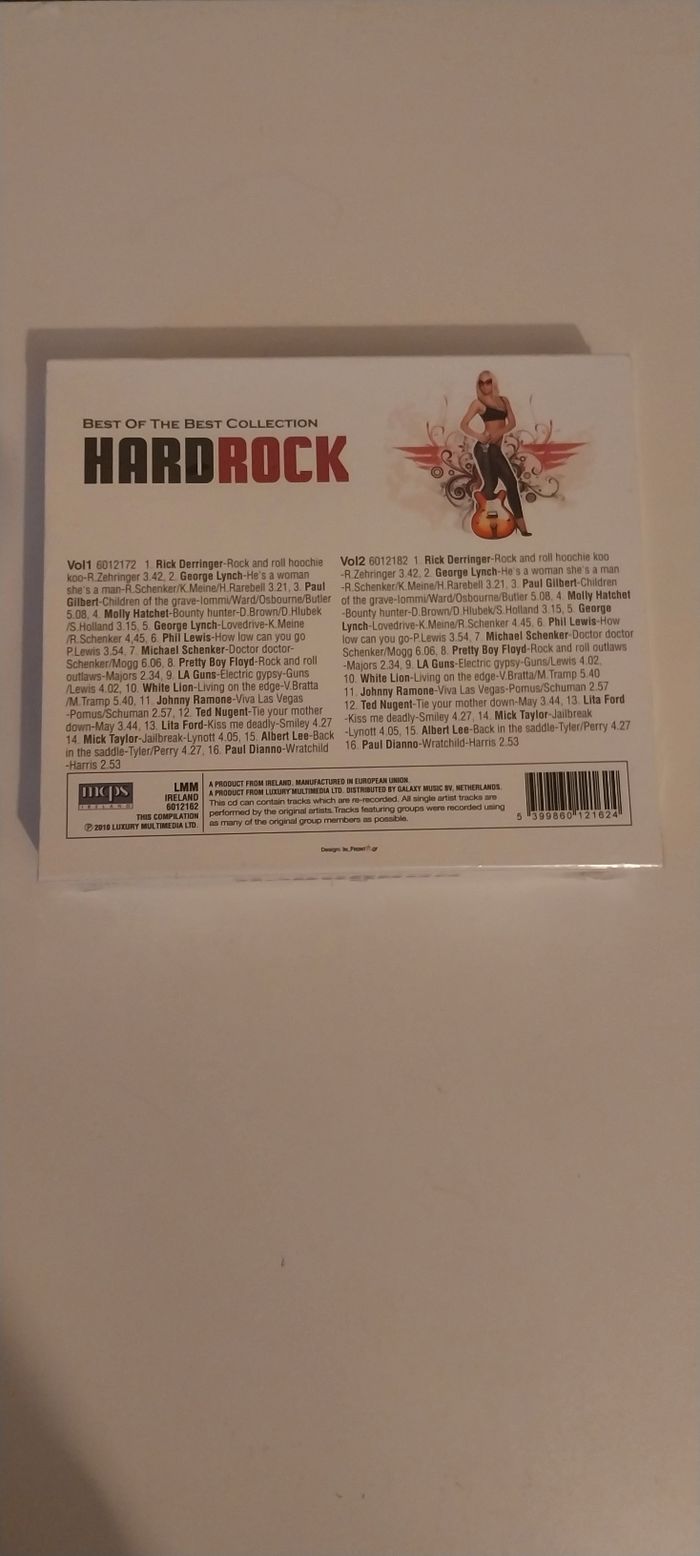 BEST OF THE BEST COLLECTION
HARDROCK
Vol1 6012172 1. Rick Derringer-Rock and roll hoochie
koo-R.Zehringer 3.42, 2. George Lynch-He's a woman
she's a man-R.Schenker/K.Meine/H.Rarebell 3.21, 3. Paul
Gilbert-Children of the grave-Iommi/Ward/Osbourne/Butler
5.08, 4. Molly Hatchet-Bounty hunter-D.Brown/D.Hlubek
/S.Holland 3.15, 5. George Lynch-Lovedrive-K.Meine
/R.Schenker 4,45, 6. Phil Lewis-How low can you go
P.Lewis 3.54, 7. Michael Schenker-Doctor doctor-
Schenker/Mogg 6.06, 8. Pretty Boy Floyd-Rock and roll
outlaws-Majors 2.34, 9. LA Guns-Electric gypsy-Guns
/Lewis 4.02, 10. White Lion-Living on the edge-V.Bratta
/M.Tramp 5.40, 11. Johnny Ramone-Viva Las Vegas
-Pomus/Schuman 2.57, 12. Ted Nugent-Tie your mother
down-May 3.44, 13. Lita Ford-Kiss me deadly-Smiley 4.27
14. Mick Taylor-Jailbreak-Lynott 4.05, 15. Albert Lee-Back
in the saddle-Tyler/Perry 4.27, 16. Paul Dianno-Wratchild
-Harris 2.53
Vol2 6012182 1. Rick Derringer-Rock and roll hoochie koo
-R.Zehringer 3.42, 2. George Lynch-He's a woman she's a man
-R.Schenker/K.Meine/H.Rarebell 3.21, 3. Paul Gilbert-Children
of the grave-Iommi/Ward/Osbourne/Butler 5.08, 4. Molly Hatchet
-Bounty hunter-D.Brown/D.Hlubek/S.Holland 3.15, 5. George
Lynch-Lovedrive-K.Meine/R.Schenker 4,45, 6. Phil Lewis-How
low can you go-P.Lewis 3.54, 7. Michael Schenker-Doctor doctor
Schenker/Mogg 6.06, 8. Pretty Boy Floyd-Rock and roll outlaws
-Majors 2.34, 9. LA Guns-Electric gypsy-Guns/Lewis 4.02,
10. White Lion-Living on the edge-V.Bratta/M.Tramp 5.40
11. Johnny Ramone-Viva Las Vegas-Pomus/Schuman 2.57
12. Ted Nugent-Tie your mother down-May 3.44, 13. Lita Ford
-Kiss me deadly-Smiley 4.27, 14. Mick Taylor-Jailbreak
-Lynott 4.05, 15. Albert Lee-Back in the saddle-Tyler/Perry 4.27
16. Paul Dianno-Wratchild-Harris 2.53
mcps
IRELAND
LMM
IRELAND
6012162
THIS COMPILATION
℗ 2010 LUXURY MULTIMEDIA LTD.
A PRODUCT FROM IRELAND. MANUFACTURED IN EUROPEAN UNION.
A PRODUCT FROM LUXURY MULTIMEDIA LTD. DISTRIBUTED BY GALAXY MUSIC BV, NETHERLANDS.
This cd can contain tracks which are re-recorded. All single artist tracks are
performed by the original artists. Tracks featuring groups were recorded using
as many of the original group members as possible.
5 399860 121624
Design: